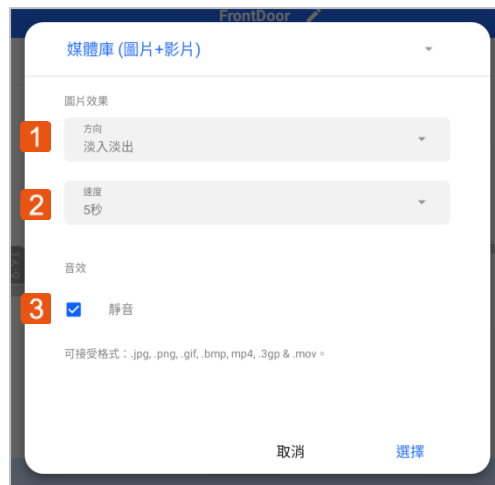 FrontDoor
媒體庫 (圖片+影片)
圖片效果
1
方向
淡入淡出
2
速度
5秒
音效
3
靜音
可接受格式：.jpg, .png, .gif, .bmp, mp4, .3gp & .mov。
取消
選擇